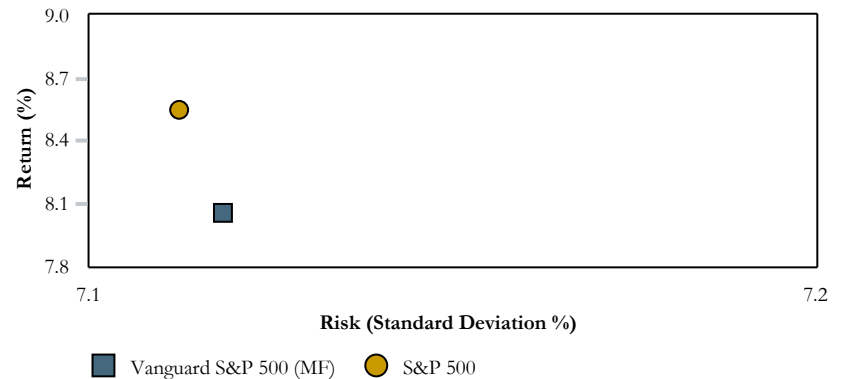 9.0
8.7
8.4
8.1
7.8
Return (%)
7.1
7.2
Risk (Standard Deviation %)
Vanguard S&P 500 (MF)
S&P 500